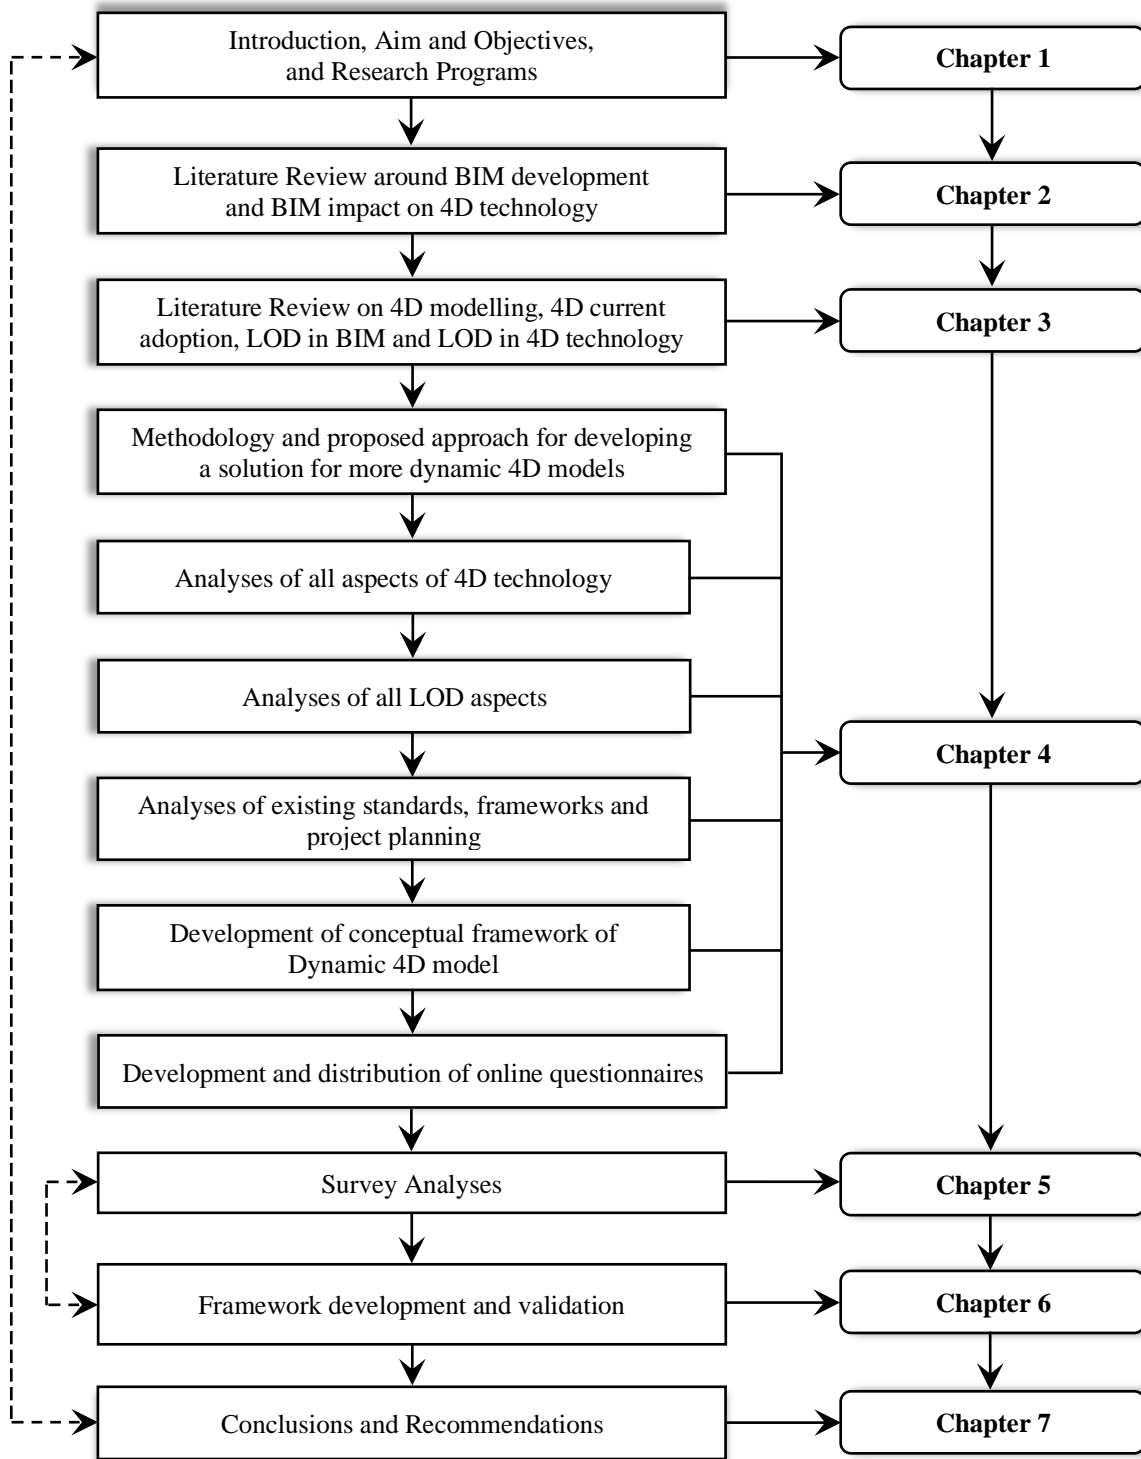 Introduction, Aim and Objectives,
and Research Programs
Chapter 1
Literature Review around BIM development
and BIM impact on 4D technology
Chapter 2
Literature Review on 4D modelling, 4D current
adoption, LOD in BIM and LOD in 4D technology
Chapter 3
Methodology and proposed approach for developing
a solution for more dynamic 4D models
Analyses of all aspects of 4D technology
Analyses of all LOD aspects
Chapter 4
Analyses of existing standards, frameworks and
project planning
Development of conceptual framework of
Dynamic 4D model
Development and distribution of online questionnaires
Survey Analyses
Chapter 5
Framework development and validation
Chapter 6
Conclusions and Recommendations
Chapter 7